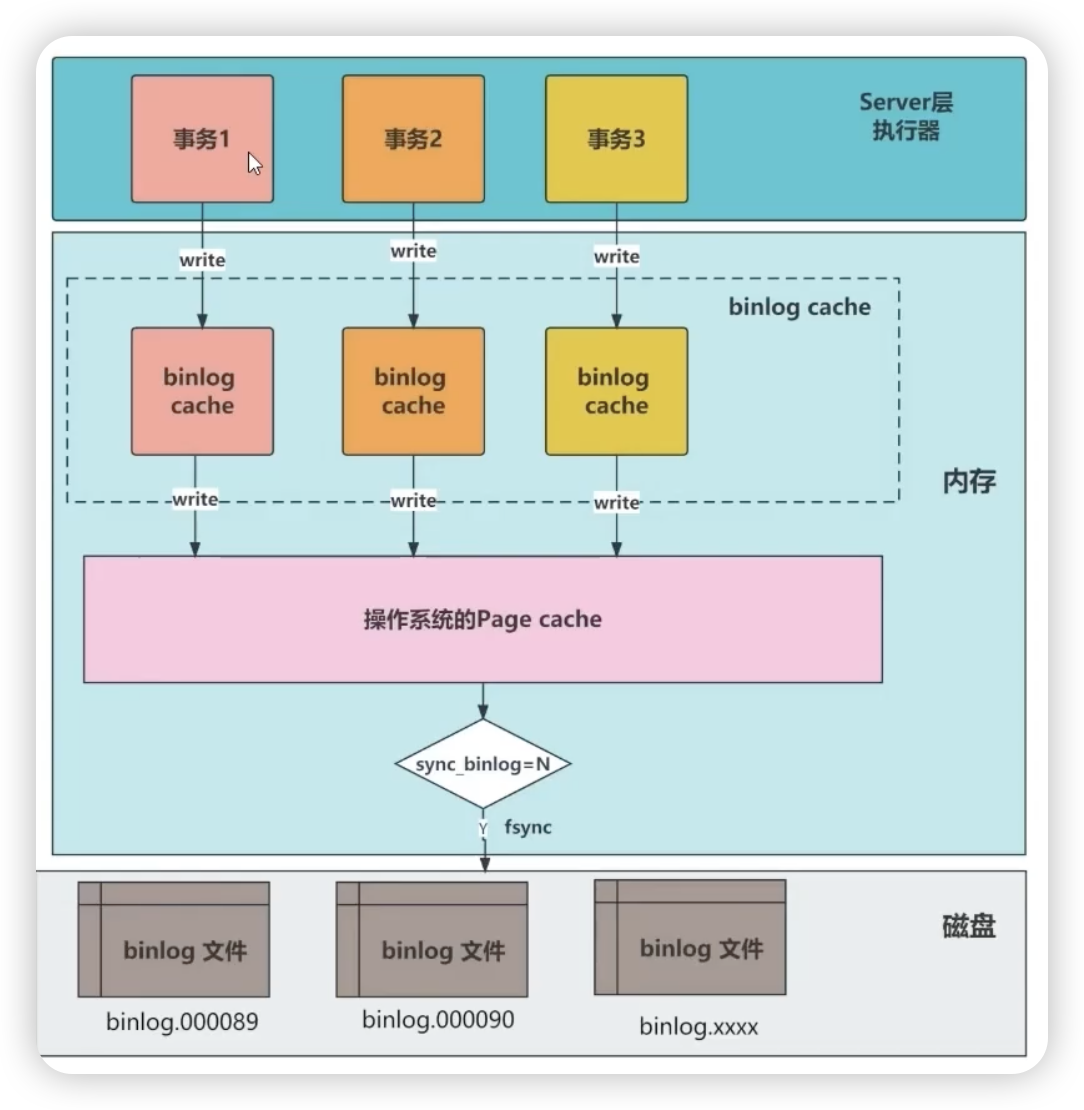 事务1
事务2
事务3
Server层
执行器
write
write
write
binlog cache
binlog
cache
binlog
cache
binlog
cache
内存
write
write
write
操作系统的Page cache
sync_binlog=N
Y
fsync
binlog 文件
binlog 文件
binlog 文件
磁盘
binlog.000089
binlog.000090
binlog.xxxx